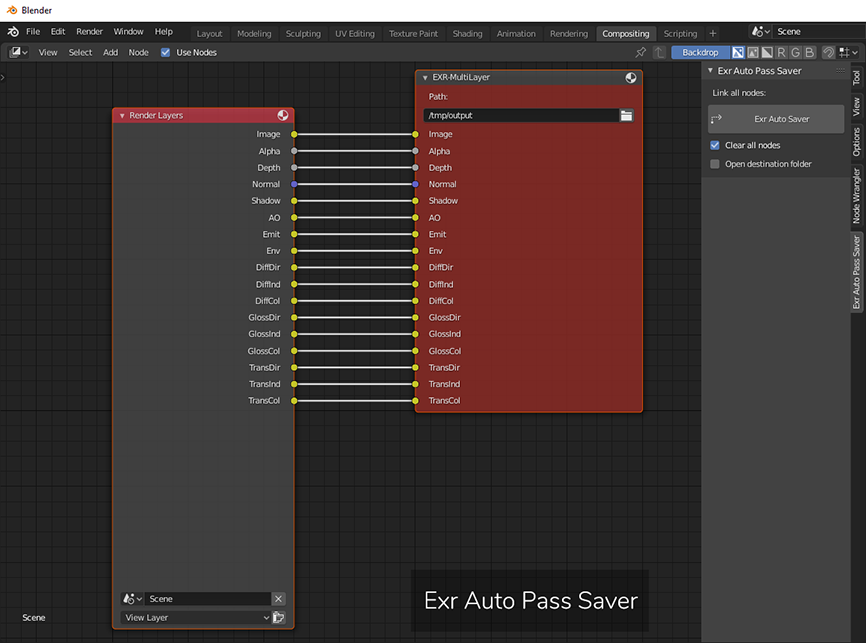 Blender
File Edit Render Window Help Layout Modeling Sculpting UV Editing Texture Paint Shading Animation Rendering Compositing Scripting + Scene
View Select Add Node Use Nodes Backdrop R G B
Exr Auto Pass Saver
Link all nodes:
Exr Auto Saver
Clear all nodes
Open destination folder
Tool
View
Options
Node Wrangler
Exr Auto Pass Saver
Render Layers
Image
Alpha
Depth
Normal
Shadow
AO
Emit
Env
DiffDir
DiffInd
DiffCol
GlossDir
GlossInd
GlossCol
TransDir
TransInd
TransCol
Scene
View Layer
EXR-MultiLayer
Path:
/tmp/output
Image
Alpha
Depth
Normal
Shadow
AO
Emit
Env
DiffDir
DiffInd
DiffCol
GlossDir
GlossInd
GlossCol
TransDir
TransInd
TransCol
Scene
Exr Auto Pass Saver